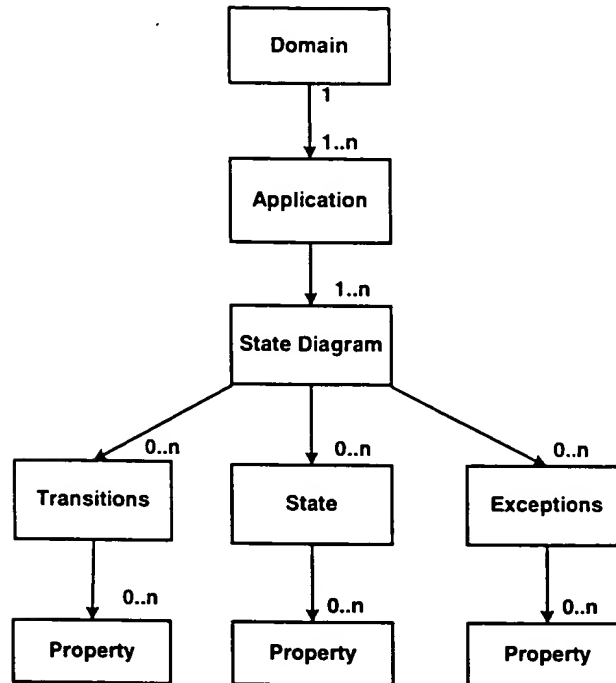 Domain
1
1..n
Application
1..n
State Diagram
0..n 0..n 0..n
Transitions State Exceptions
0..n 0..n 0..n
Property Property Property